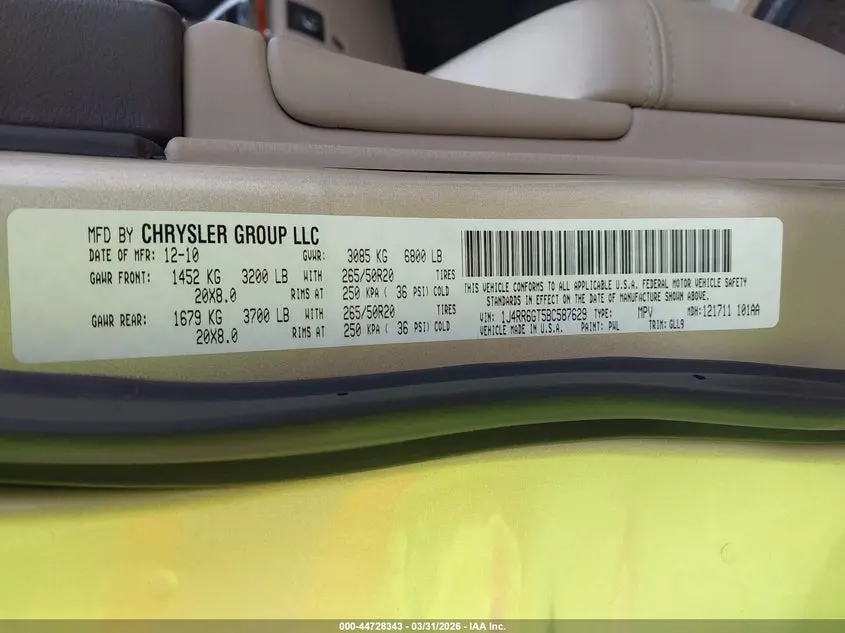 MFD BY CHRYSLER GROUP LLC
DATE OF MFR: 12-10 GVWR: 3085 KG 6800 LB
GAWR FRONT: 1452 KG 3200 LB WITH 265/50R20 TIRES
20X8.0 RIMS AT 250 KPA ( 36 PSI) COLD
GAWR REAR: 1679 KG 3700 LB WITH 265/50R20 TIRES
20X8.0 RIMS AT 250 KPA ( 36 PSI) COLD
THIS VEHICLE CONFORMS TO ALL APPLICABLE U.S.A. FEDERAL MOTOR VEHICLE SAFETY
STANDARDS IN EFFECT ON THE DATE OF MANUFACTURE SHOWN ABOVE.
VIN: 1J4RR6GT5BC587629 TYPE: MPV MDH: 121711 101AA
VEHICLE MADE IN U.S.A. PAINT: PWL TRIM: GLL9
000-44728343 - 03/31/2026 - IAA Inc.